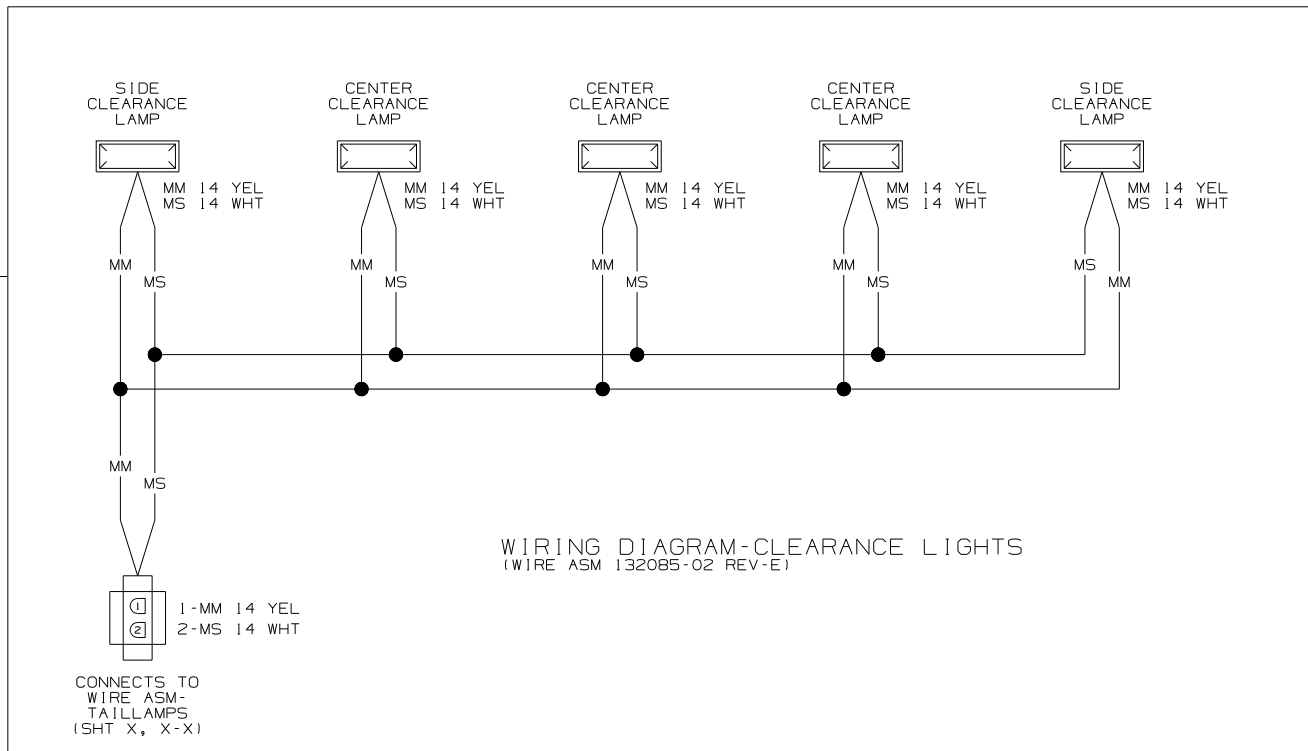 SIDE
CLEARANCE
LAMP
CENTER
CLEARANCE
LAMP
CENTER
CLEARANCE
LAMP
CENTER
CLEARANCE
LAMP
SIDE
CLEARANCE
LAMP
MM 14 YEL
MS 14 WHT
MM 14 YEL
MS 14 WHT
MM 14 YEL
MS 14 WHT
MM 14 YEL
MS 14 WHT
MM 14 YEL
MS 14 WHT
MM
MS
MM
MS
MM
MS
MM
MS
MS
MM
MM
MS
WIRING DIAGRAM-CLEARANCE LIGHTS
(WIRE ASM 132085-02 REV-E)
1
2
1-MM 14 YEL
2-MS 14 WHT
CONNECTS TO
WIRE ASM-
TAILLAMPS
(SHT X, X-X)